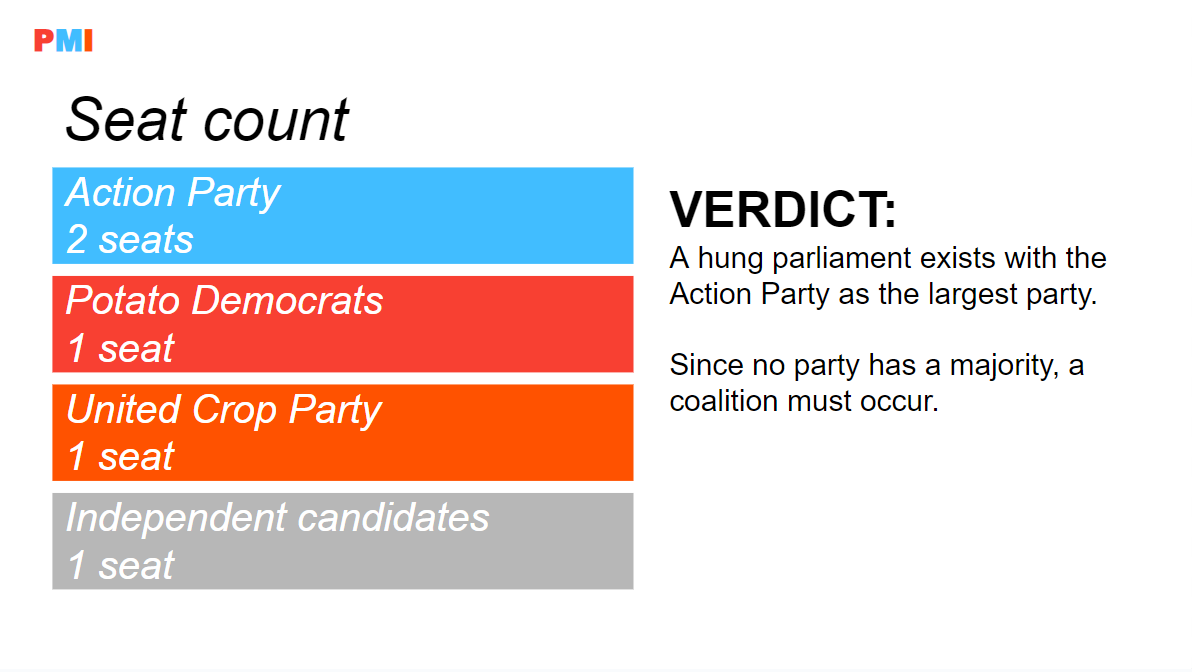 PMI
Seat count
Action Party
2 seats
Potato Democrats
1 seat
United Crop Party
1 seat
Independent candidates
1 seat
VERDICT:
A hung parliament exists with the
Action Party as the largest party.
Since no party has a majority, a
coalition must occur.